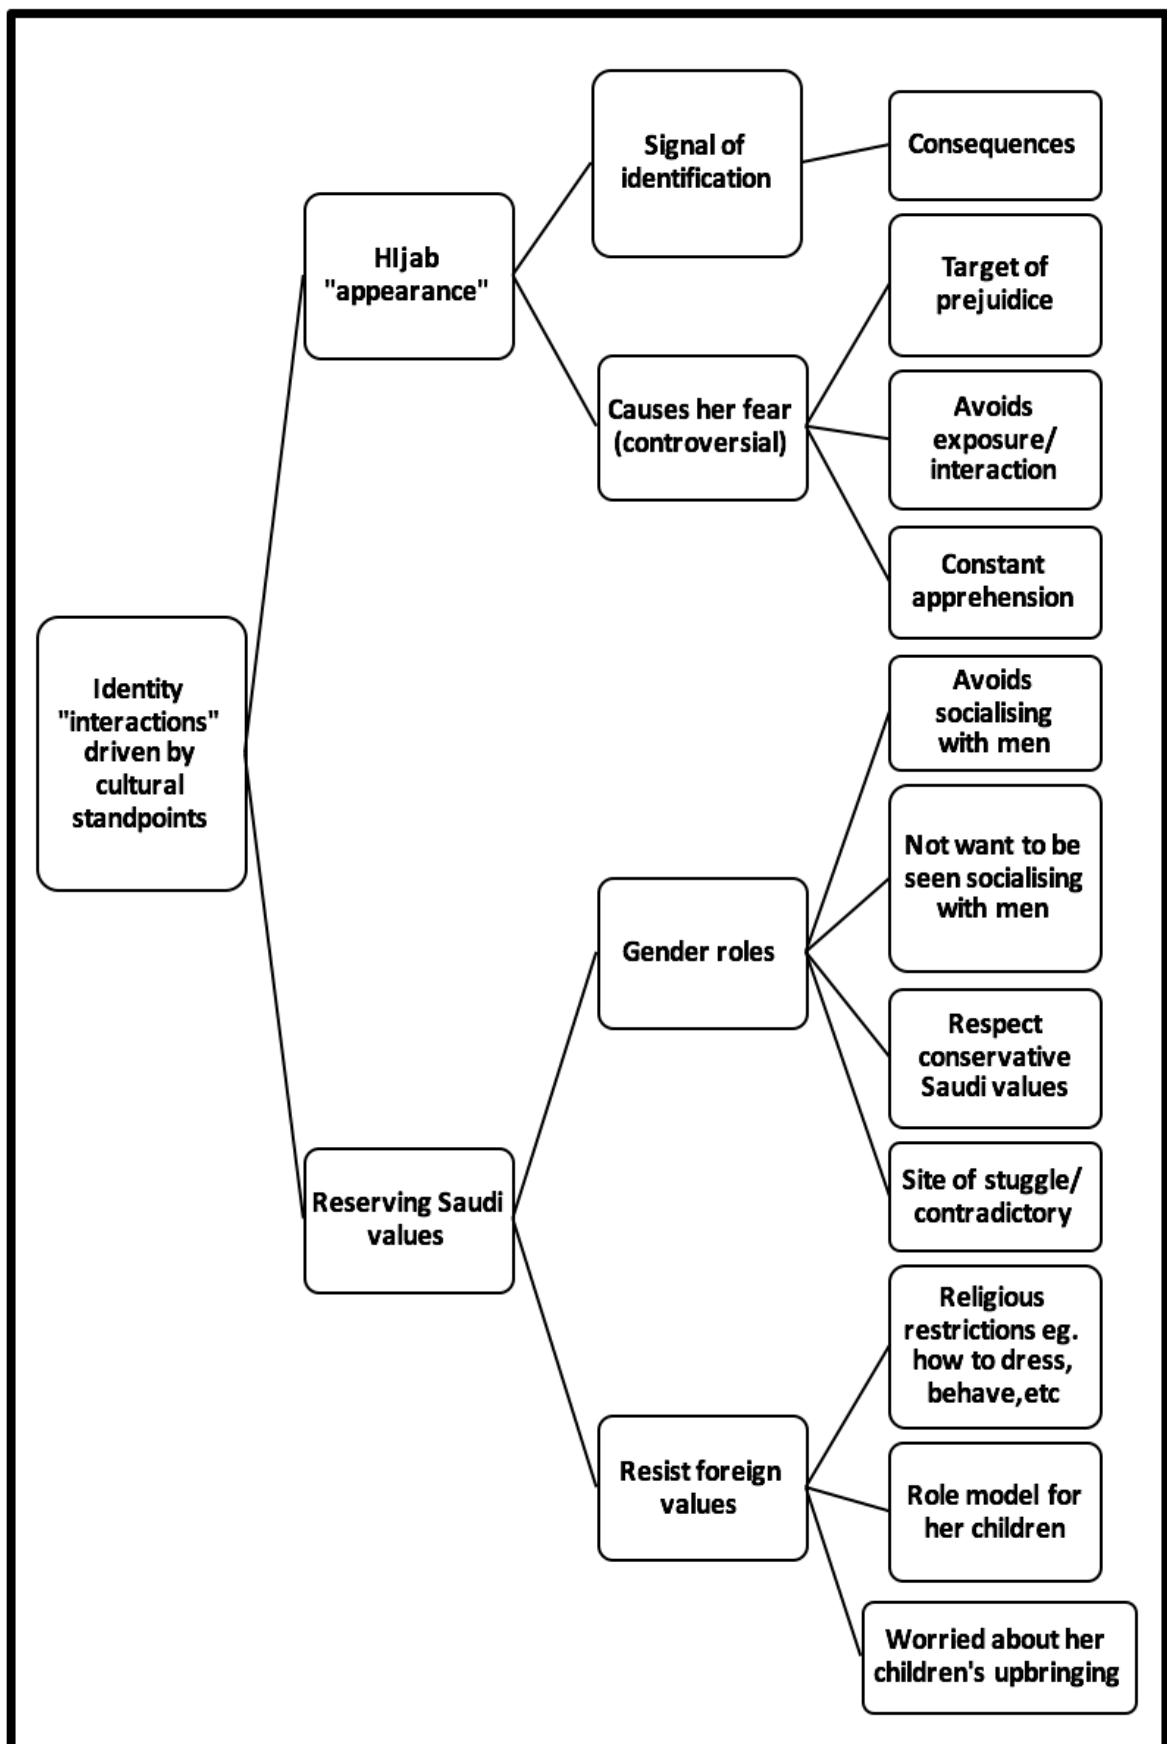 Identity
"interactions"
driven by
cultural
standpoints
HIjab
"appearance"
Signal of
identification
Consequences
Causes her fear
(controversial)
Target of
prejuidice
Avoids
exposure/
interaction
Constant
apprehension
Reserving Saudi
values
Gender roles
Avoids
socialising
with men
Not want to be
seen socialising
with men
Respect
conservative
Saudi values
Site of stuggle/
contradictory
Resist foreign
values
Religious
restrictions eg.
how to dress,
behave,etc
Role model for
her children
Worried about her
children's upbringing